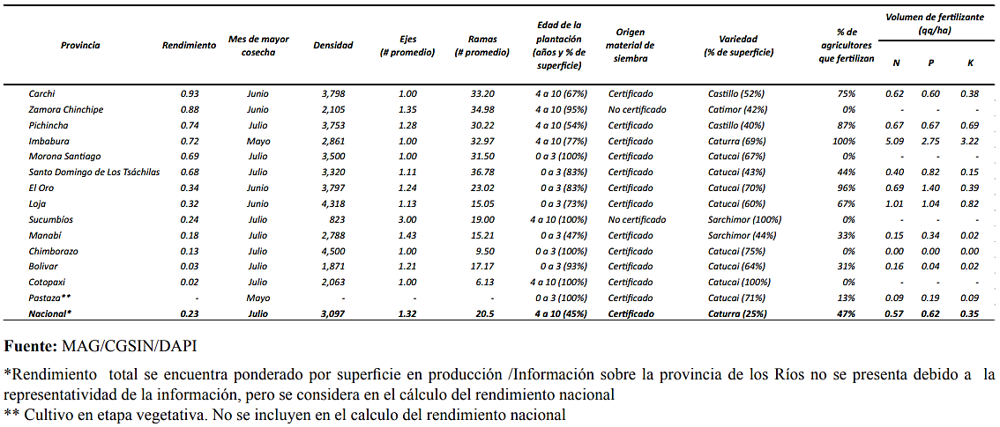 Provincia Rendimiento Mes de mayor cosecha Densidad Ejes (# promedio) Ramas (# promedio) Edad de la plantación (años y % de superficie) Origen material de siembra Variedad (% de superficie) % de agricultores que fertilizan Volumen de fertilizante (qq/ha) N P K
Carchi 0.93 Junio 3,798 1.00 33.20 4 a 10 (67%) Certificado Castillo (52%) 75% 0.62 0.60 0.38
Zamora Chinchipe 0.88 Junio 2,105 1.35 34.98 4 a 10 (95%) No certificado Catimor (42%) 0% - - -
Pichincha 0.74 Julio 3,753 1.28 30.22 4 a 10 (54%) Certificado Castillo (40%) 87% 0.67 0.67 0.69
Imbabura 0.72 Mayo 2,861 1.00 32.97 4 a 10 (77%) Certificado Caturra (69%) 100% 5.09 2.75 3.22
Morona Santiago 0.69 Julio 3,500 1.00 31.50 0 a 3 (100%) Certificado Catucai (67%) 0% - - -
Santo Domingo de Los Tsáchilas 0.68 Julio 3,320 1.11 36.78 0 a 3 (83%) Certificado Catucai (43%) 44% 0.40 0.82 0.15
El Oro 0.34 Junio 3,797 1.24 23.02 0 a 3 (83%) Certificado Catucai (70%) 96% 0.69 1.40 0.39
Loja 0.32 Junio 4,318 1.13 15.05 0 a 3 (73%) Certificado Catucai (60%) 67% 1.01 1.04 0.82
Sucumbíos 0.24 Julio 823 3.00 19.00 4 a 10 (100%) No certificado Sarchimor (100%) 0% - - -
Manabí 0.18 Julio 2,788 1.43 15.21 0 a 3 (47%) Certificado Sarchimor (44%) 33% 0.15 0.34 0.02
Chimborazo 0.13 Julio 4,500 1.00 9.50 0 a 3 (100%) Certificado Catucai (75%) 0% 0.00 0.00 0.00
Bolivar 0.03 Julio 1,871 1.21 17.17 0 a 3 (93%) Certificado Catucai (64%) 31% 0.16 0.04 0.02
Cotopaxi 0.02 Julio 2,063 1.00 6.13 4 a 10 (100%) Certificado Catucai (100%) 0% - - -
Pastaza** - Mayo - - - 0 a 3 (100%) Certificado Catucai (71%) 13% 0.09 0.19 0.09
Nacional* 0.23 Julio 3,097 1.32 20.5 4 a 10 (45%) Certificado Caturra (25%) 47% 0.57 0.62 0.35
Fuente: MAG/CGSIN/DAPI
*Rendimiento total se encuentra ponderado por superficie en producción /Información sobre la provincia de los Ríos no se presenta debido a la
representatividad de la información, pero se considera en el cálculo del rendimiento nacional
** Cultivo en etapa vegetativa. No se incluyen en el calculo del rendimiento nacional